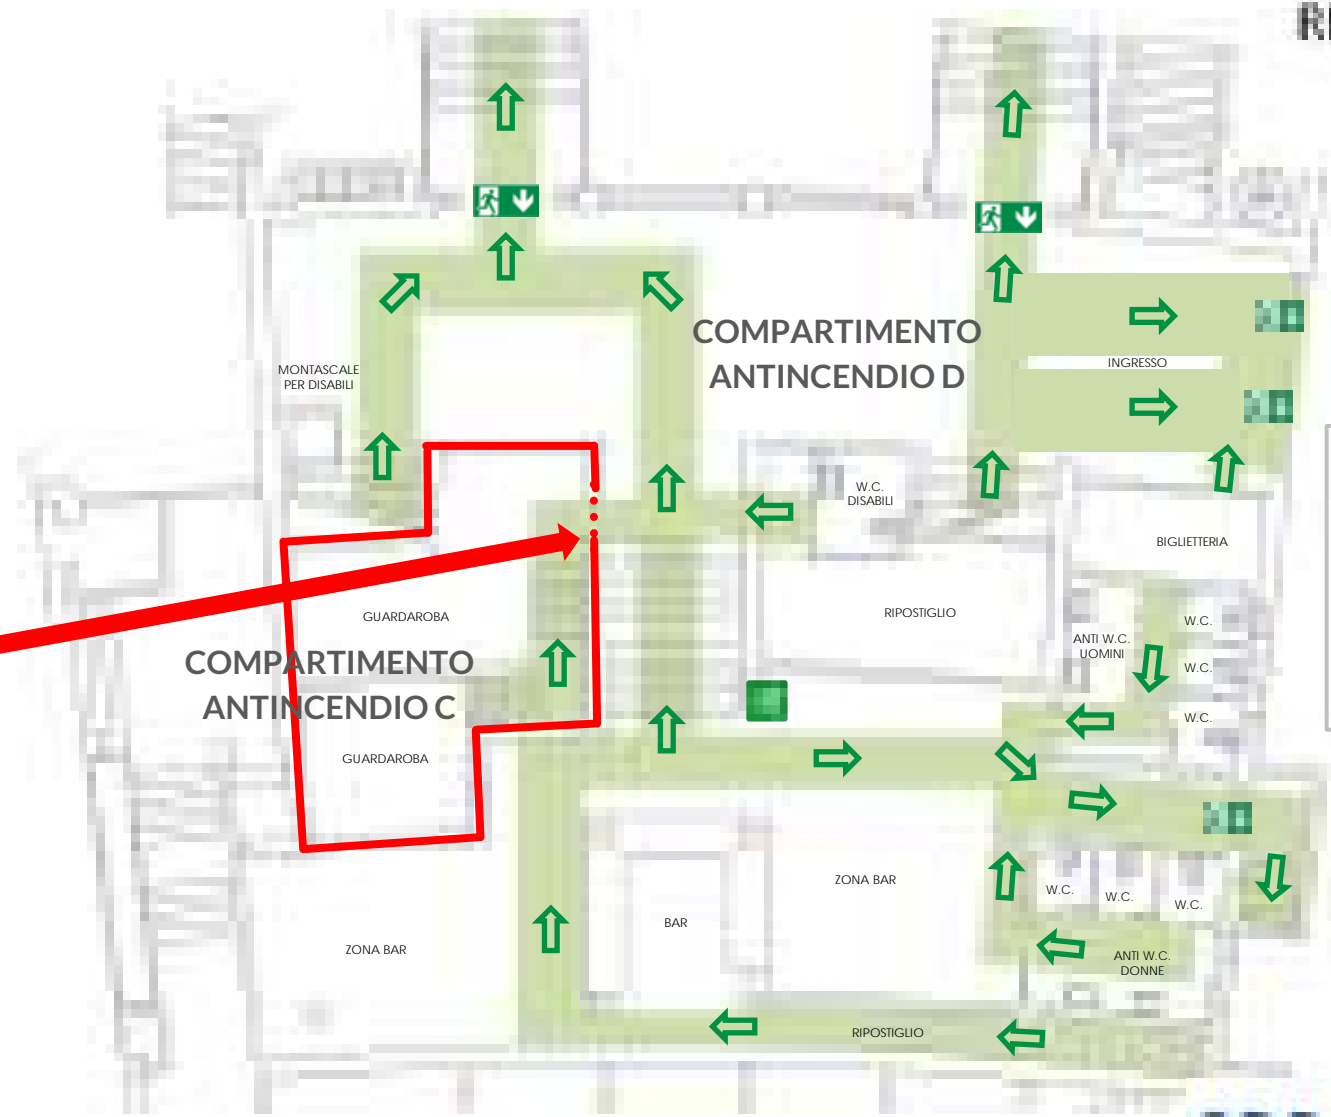 COMPARTIMENTO
ANTINCENDIO D
INGRESSO
MONTASCALE
PER DISABILI
W.C.
DISABILI
BIGLIETTERIA
GUARDAROBA
RIPOSTIGLIO
W.C.
ANTI W.C.
UOMINI
W.C.
COMPARTIMENTO
ANTINCENDIO C
W.C.
GUARDAROBA
ZONA BAR
W.C.
W.C.
W.C.
BAR
ZONA BAR
ANTI W.C.
DONNE
RIPOSTIGLIO